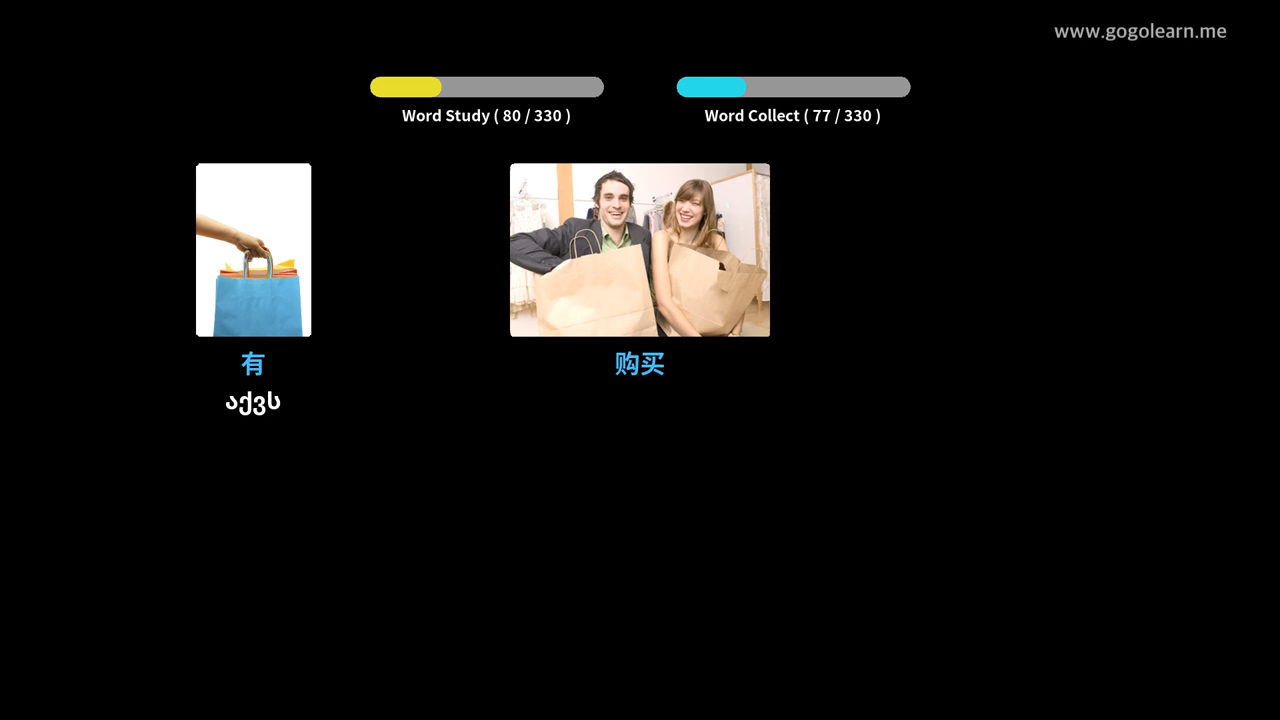 www.gogolearn.me
Word Study ( 80 / 330 )
Word Collect ( 77 / 330 )
有
აქვს
购买